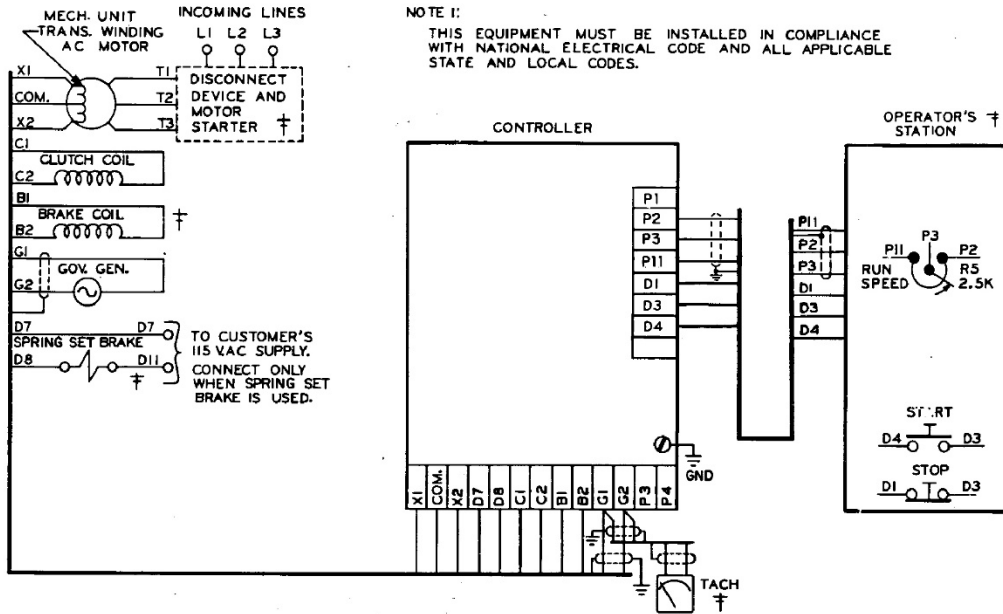 MECH. UNIT
TRANS. WINDING
AC MOTOR
INCOMING LINES
L1 L2 L3
X1
COM.
X2
T1
T2
T3
DISCONNECT
DEVICE AND
MOTOR
STARTER
C1
CLUTCH COIL
C2
B1
BRAKE COIL
B2
G1
GOV. GEN.
G2
D7 D7
SPRING SET BRAKE
D8 D11
TO CUSTOMER'S
115 VAC SUPPLY.
CONNECT ONLY
WHEN SPRING SET
BRAKE IS USED.
NOTE 1:
THIS EQUIPMENT MUST BE INSTALLED IN COMPLIANCE
WITH NATIONAL ELECTRICAL CODE AND ALL APPLICABLE
STATE AND LOCAL CODES.
CONTROLLER
P1
P2
P3
P11
D1
D3
D4
GND
X1 COM. X2 D7 D8 C1 C2 B1 B2 G1 G2 P3 P4
TACH
OPERATOR'S
STATION
P11
P2
P3
D1
D3
D4
P3
P11 P2
RUN
SPEED
R5
2.5K
START
D4 D3
STOP
D1 D3